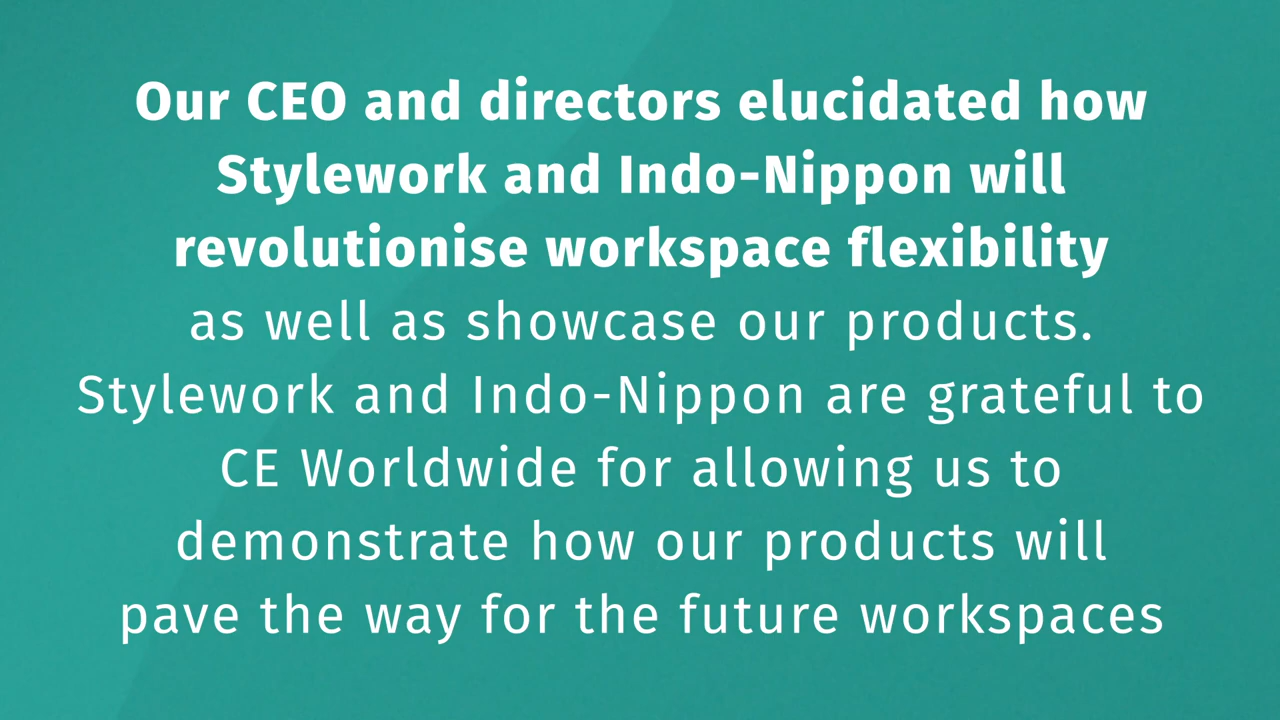 Our CEO and directors elucidated how
Stylework and Indo-Nippon will
revolutionise workspace flexibility
as well as showcase our products.
Stylework and Indo-Nippon are grateful to
CE Worldwide for allowing us to
demonstrate how our products will
pave the way for the future workspaces